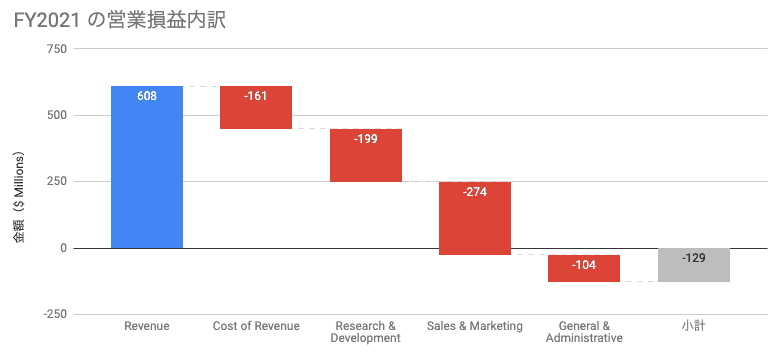 FY2021 の営業損益内訳
金額（$ Millions）
750
500
250
0
-250
608
-161
-199
-274
-104
-129
Revenue
Cost of Revenue
Research &
Development
Sales & Marketing
General &
Administrative
小計